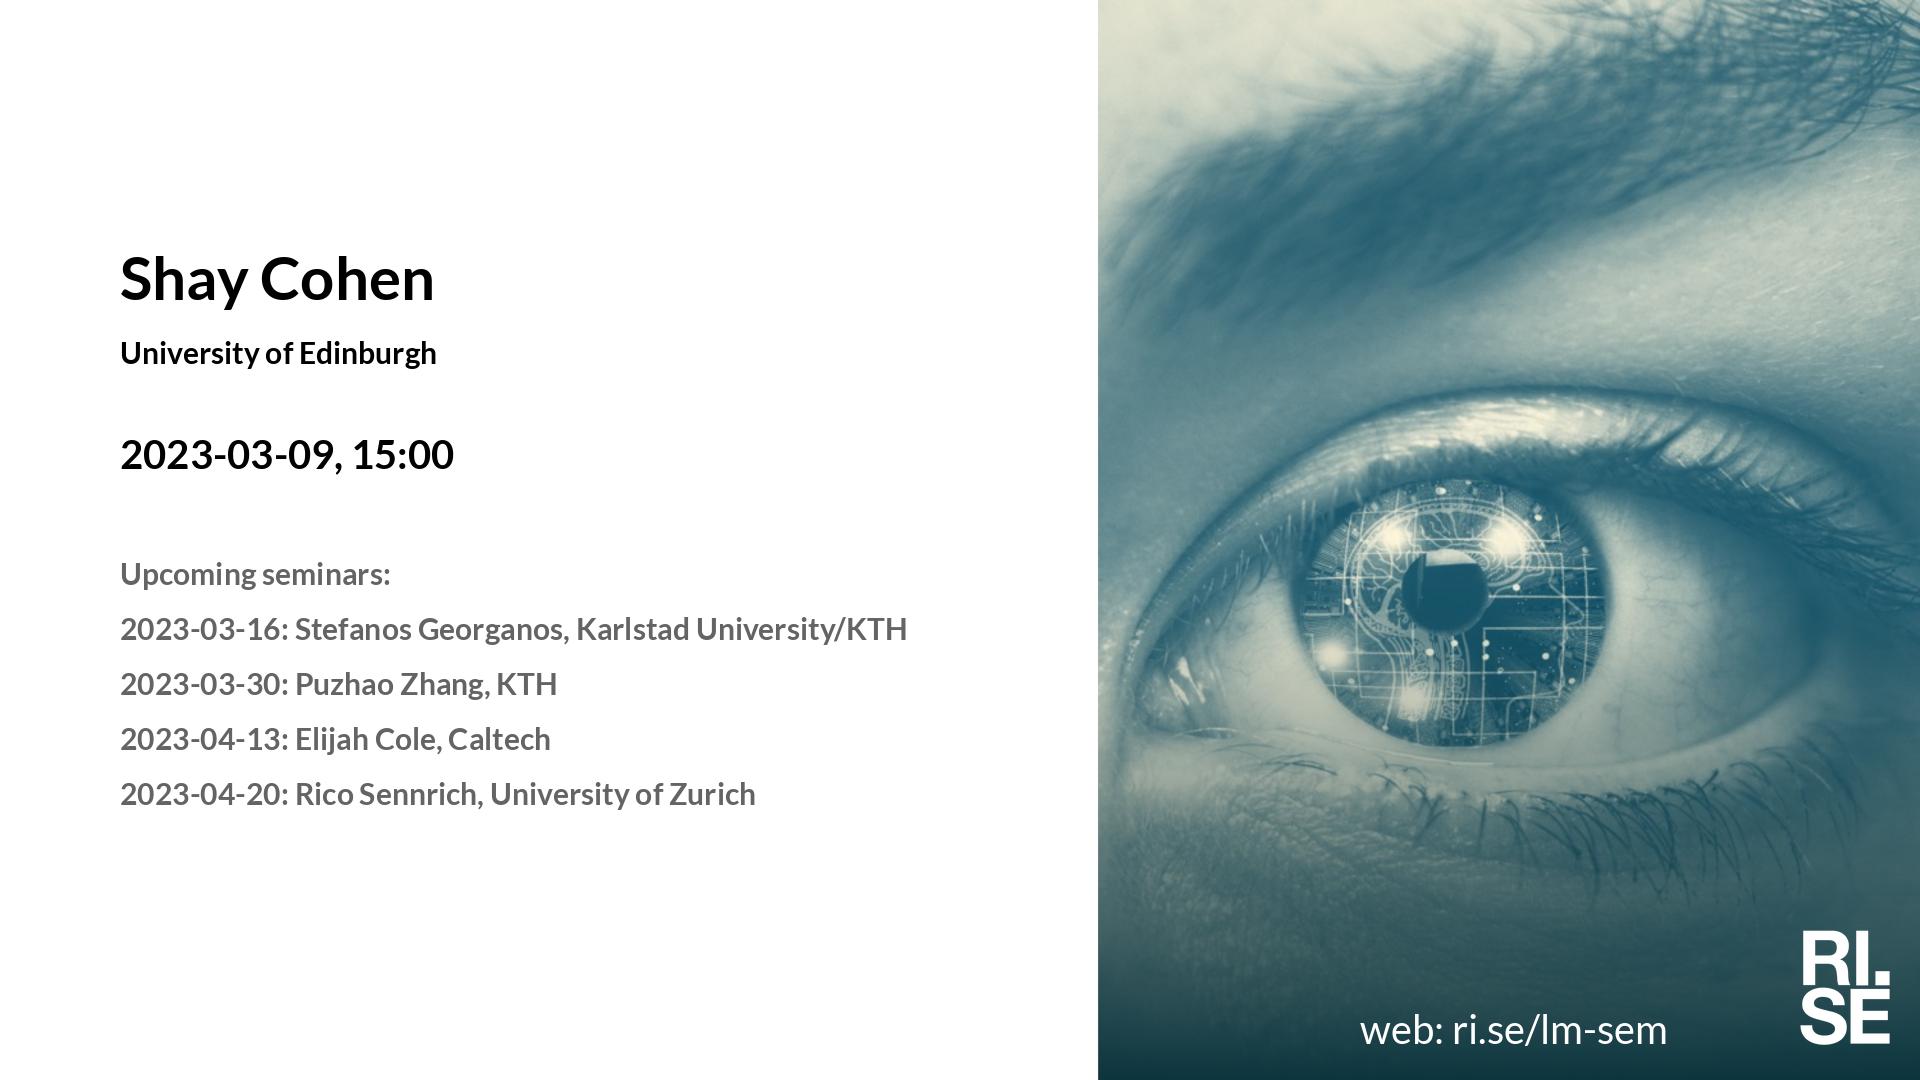 Shay Cohen
University of Edinburgh
2023-03-09, 15:00
Upcoming seminars:
2023-03-16: Stefanos Georganos, Karlstad University/KTH
2023-03-30: Puzhao Zhang, KTH
2023-04-13: Elijah Cole, Caltech
2023-04-20: Rico Sennrich, University of Zurich
web: ri.se/lm-sem
RI.
SE